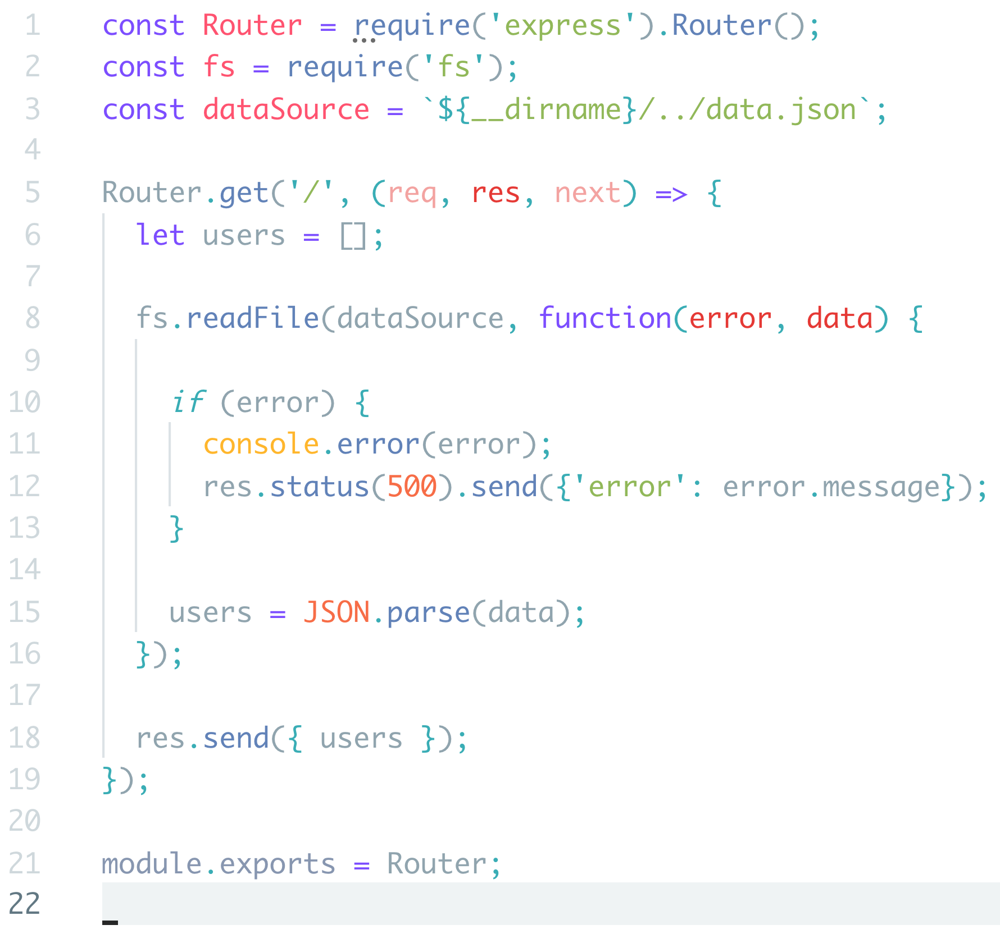 1 const Router = require('express').Router();
2 const fs = require('fs');
3 const dataSource = `${__dirname}/../data.json`;
4
5 Router.get('/', (req, res, next) => {
6   let users = [];
7
8   fs.readFile(dataSource, function(error, data) {
9
10     if (error) {
11       console.error(error);
12       res.status(500).send({'error': error.message});
13     }
14
15     users = JSON.parse(data);
16   });
17
18   res.send({ users });
19 });
20
21 module.exports = Router;
22